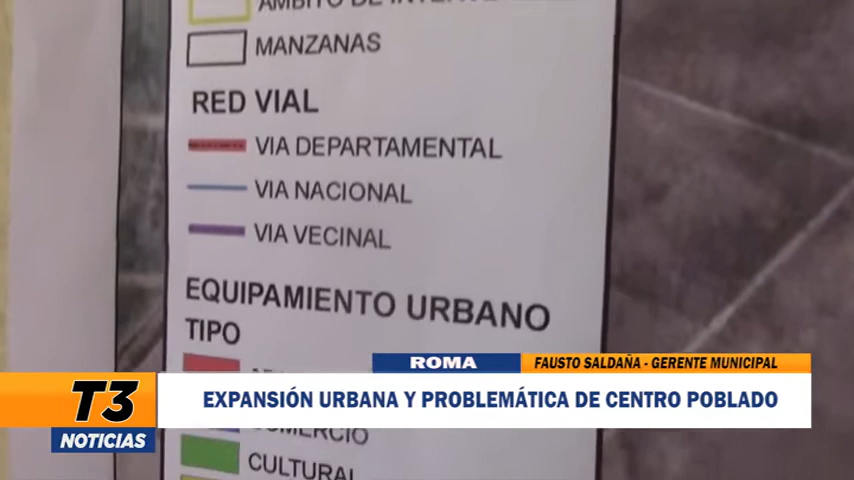 MANZANAS
RED VIAL
VIA DEPARTAMENTAL
VIA NACIONAL
VIA VECINAL
EQUIPAMIENTO URBANO
TIPO
ROMA
FAUSTO SALDAÑA - GERENTE MUNICIPAL
T3
NOTICIAS
EXPANSIÓN URBANA Y PROBLEMÁTICA DE CENTRO POBLADO
COMERCIO
CULTURAL